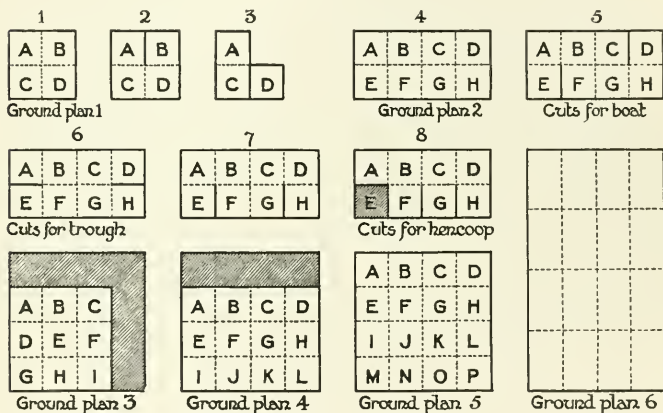 1 2 3 4 5
A B A B A A B C D A B C D
C D C D C D E F G H E F G H
Ground plan 1 Ground plan 2 Cuts for boat
6 7 8
A B C D A B C D A B C D
E F G H E F G H E F G H
Cuts for trough Cuts for hencoop
A B C D
A B C A B C D E F G H
D E F E F G H I J K L
G H I I J K L M N O P
Ground plan 3 Ground plan 4 Ground plan 5 Ground plan 6